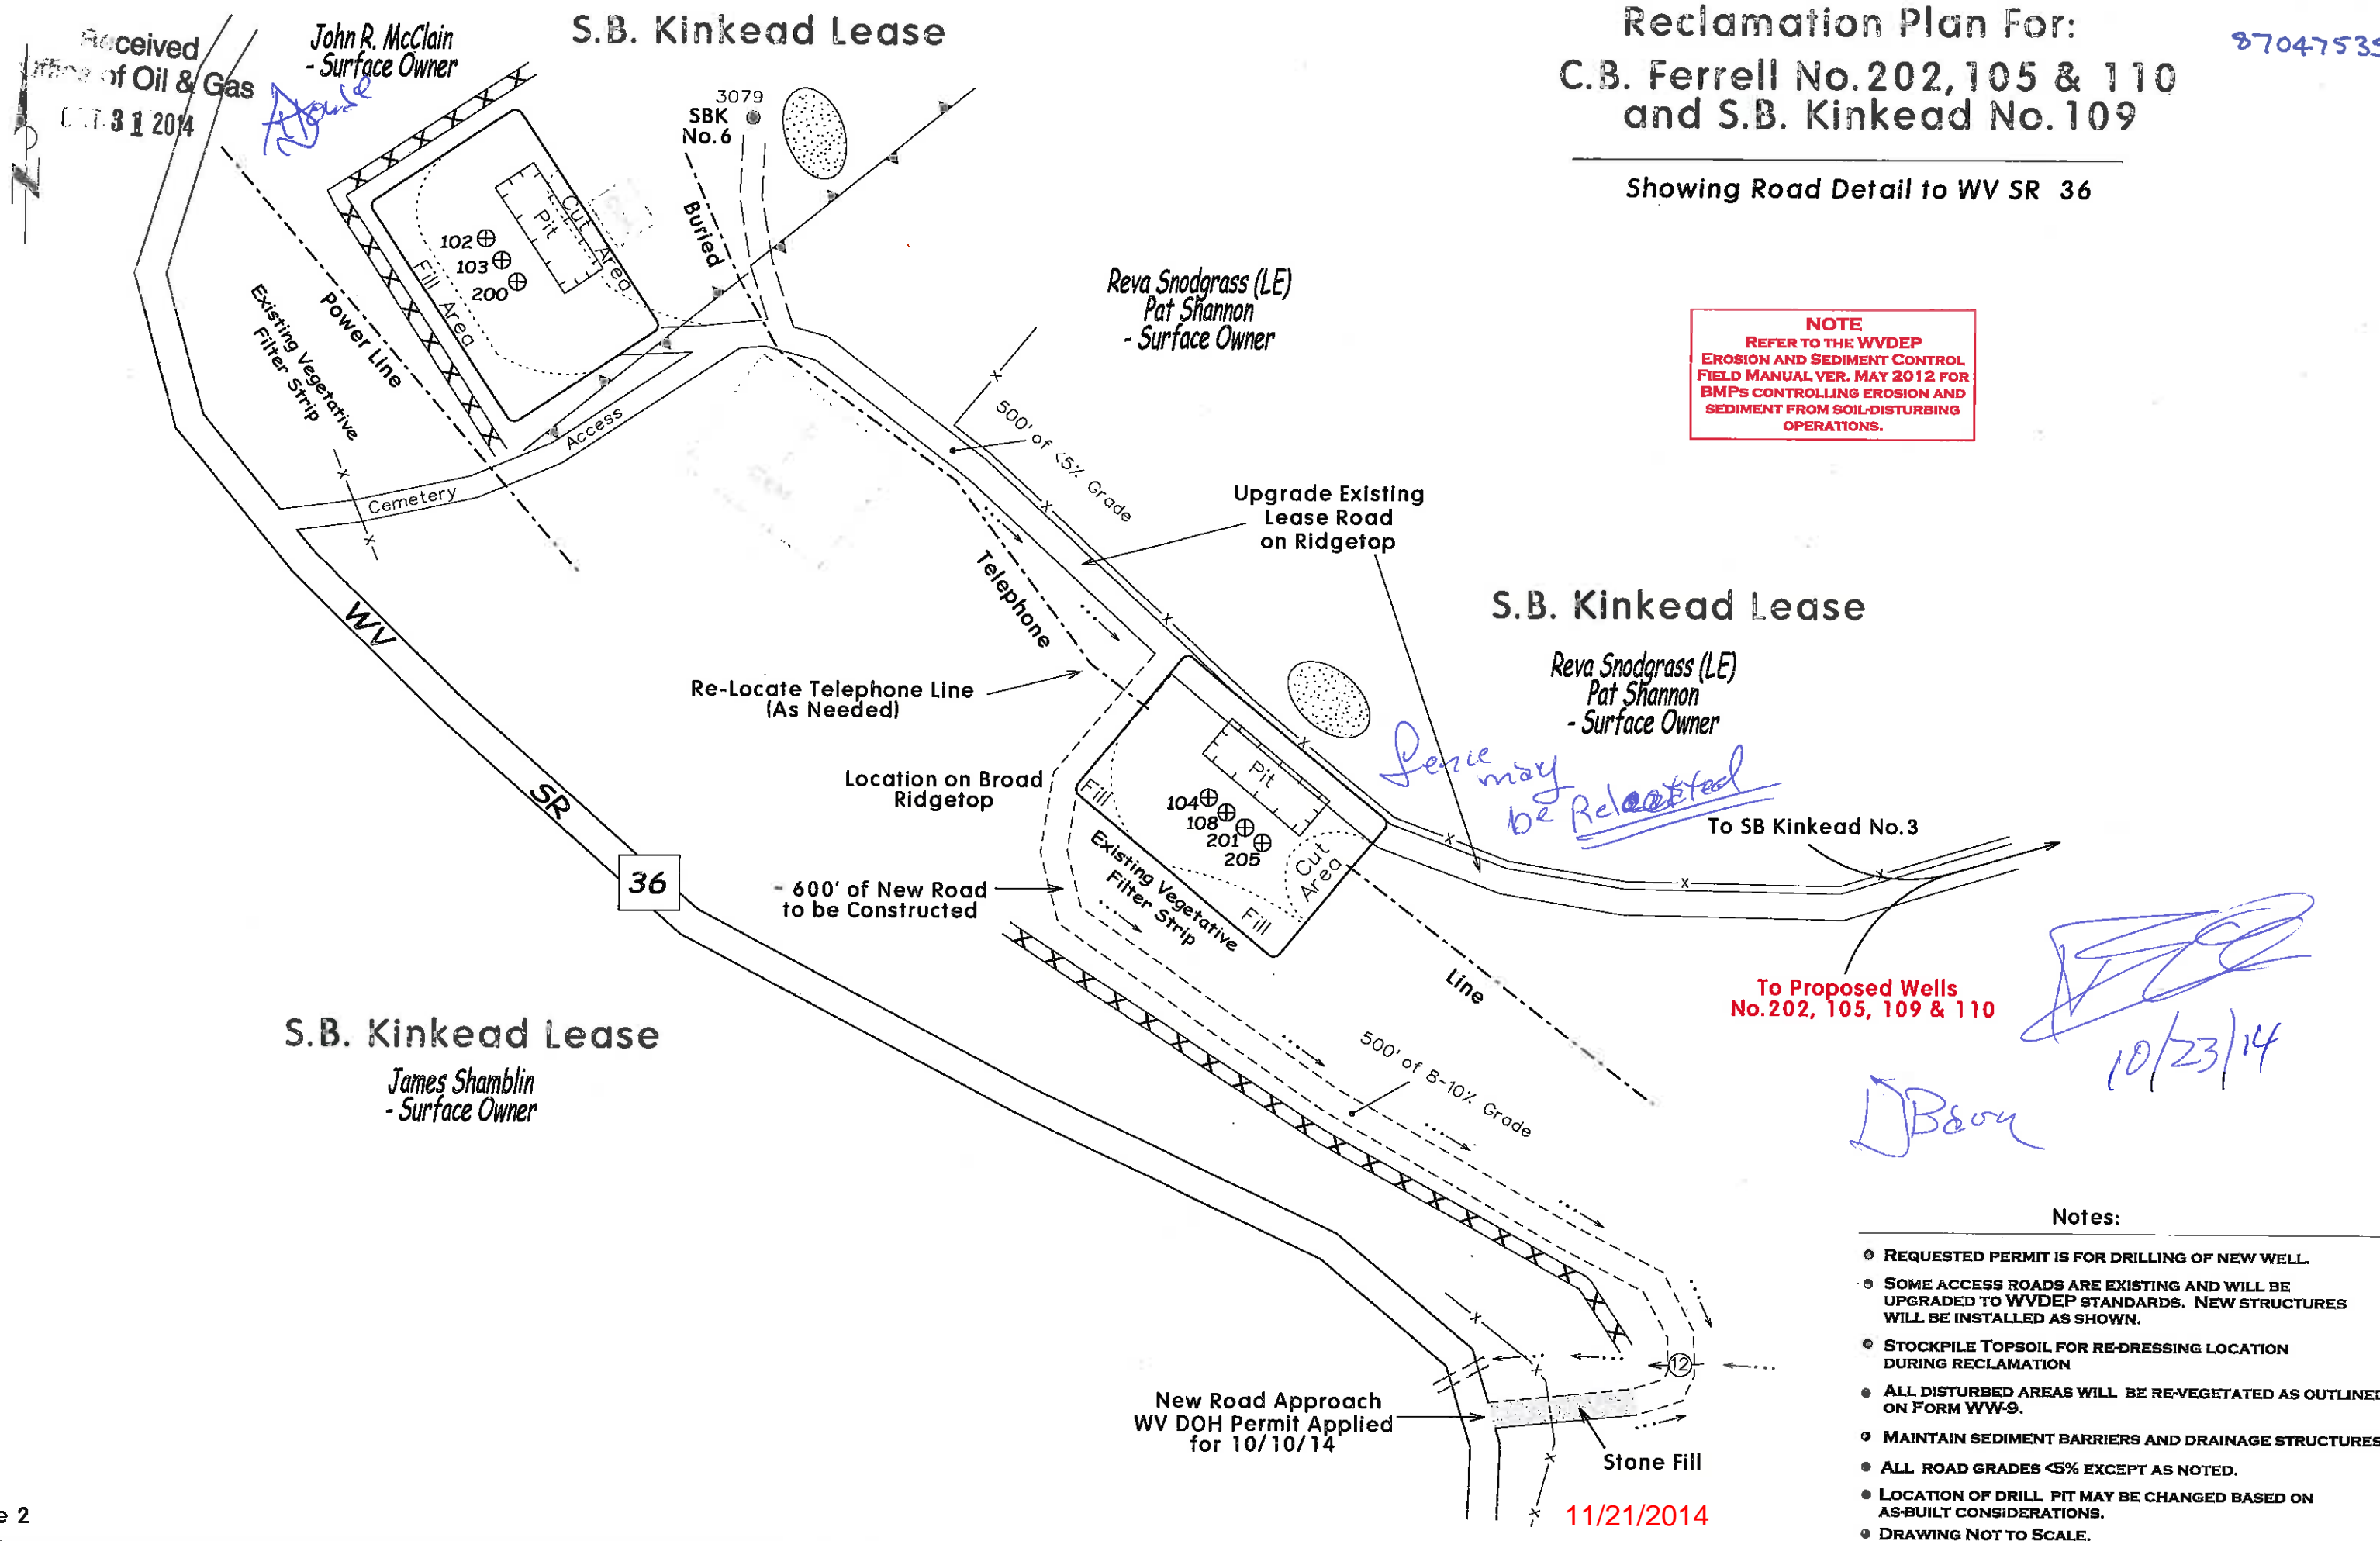 Received
Office of Oil & Gas
OCT 31 2014
John R. McClain
- Surface Owner
S.B. Kinkead Lease
Reclamation Plan For:
C.B. Ferrell No.202, 105 & 110
and S.B. Kinkead No.109
8704753
Showing Road Detail to WV SR 36
3079
SBK
No.6
Buried
102
103
200
Pit
Cut Area
Fill Area
Power Line
Existing Vegetative
Filter Strip
Access
Cemetery
Reva Snodgrass (LE)
Pat Shannon
- Surface Owner
NOTE
REFER TO THE WVDEP
EROSION AND SEDIMENT CONTROL
FIELD MANUAL VER. MAY 2012 FOR
BMPS CONTROLLING EROSION AND
SEDIMENT FROM SOIL-DISTURBING
OPERATIONS.
500' of <5% Grade
Upgrade Existing
Lease Road
on Ridgetop
Telephone
WV
SR
36
S.B. Kinkead Lease
Reva Snodgrass (LE)
Pat Shannon
- Surface Owner
Re-Locate Telephone Line
(As Needed)
Fence
may
be Relocated
Location on Broad
Ridgetop
Fill
Pit
104
108
201
205
Cut
Area
Fill
Existing Vegetative
Filter Strip
To SB Kinkead No.3
- 600' of New Road
to be Constructed
Line
To Proposed Wells
No.202, 105, 109 & 110
10/23/14
S.B. Kinkead Lease
James Shamblin
- Surface Owner
500' of 8-10% Grade
12
New Road Approach
WV DOH Permit Applied
for 10/10/14
Stone Fill
11/21/2014
Notes:
REQUESTED PERMIT IS FOR DRILLING OF NEW WELL.
SOME ACCESS ROADS ARE EXISTING AND WILL BE
UPGRADED TO WVDEP STANDARDS. NEW STRUCTURES
WILL BE INSTALLED AS SHOWN.
STOCKPILE TOPSOIL FOR RE-DRESSING LOCATION
DURING RECLAMATION
ALL DISTURBED AREAS WILL BE RE-VEGETATED AS OUTLINED
ON FORM WW-9.
MAINTAIN SEDIMENT BARRIERS AND DRAINAGE STRUCTURES
ALL ROAD GRADES <5% EXCEPT AS NOTED.
LOCATION OF DRILL PIT MAY BE CHANGED BASED ON
AS-BUILT CONSIDERATIONS.
DRAWING NOT TO SCALE.
e 2